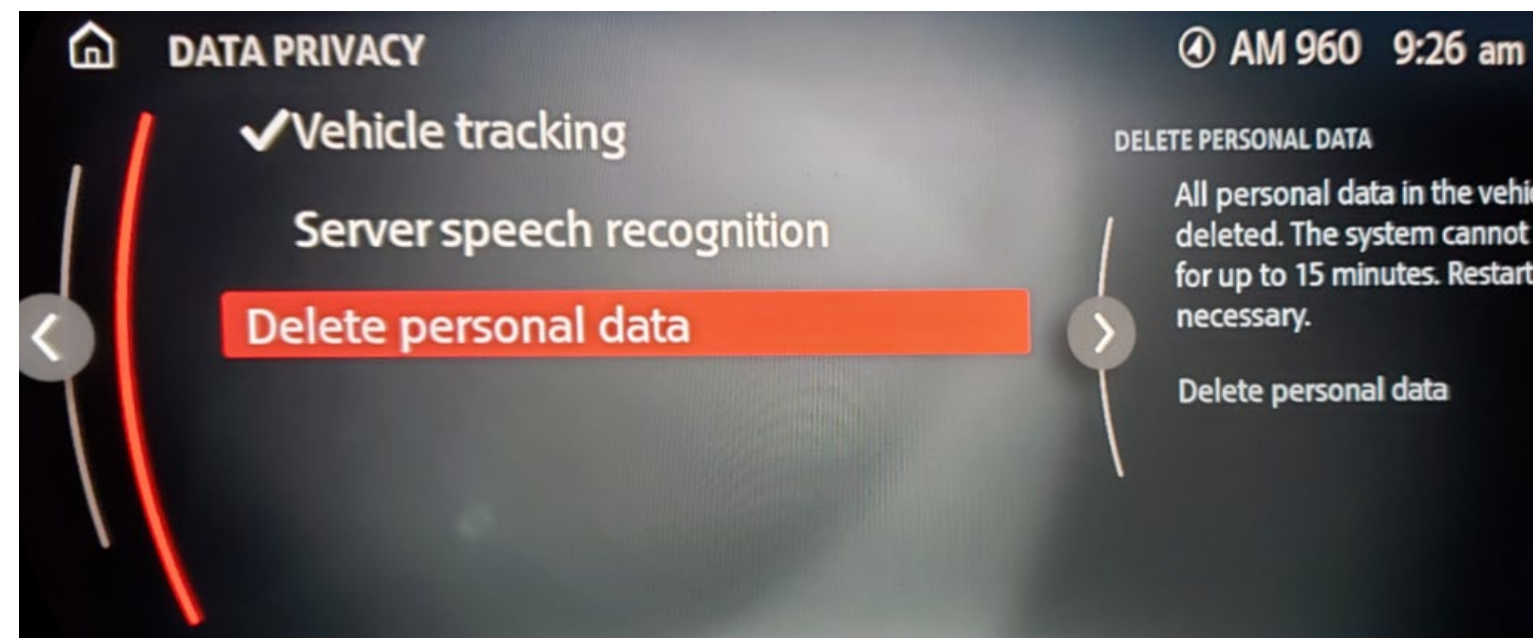 DATA PRIVACY
AM 960 9:26 am
✓Vehicle tracking
Server speech recognition
Delete personal data
DELETE PERSONAL DATA
All personal data in the
deleted. The system cannot
for up to 15 minutes. Restart
necessary.
Delete personal data